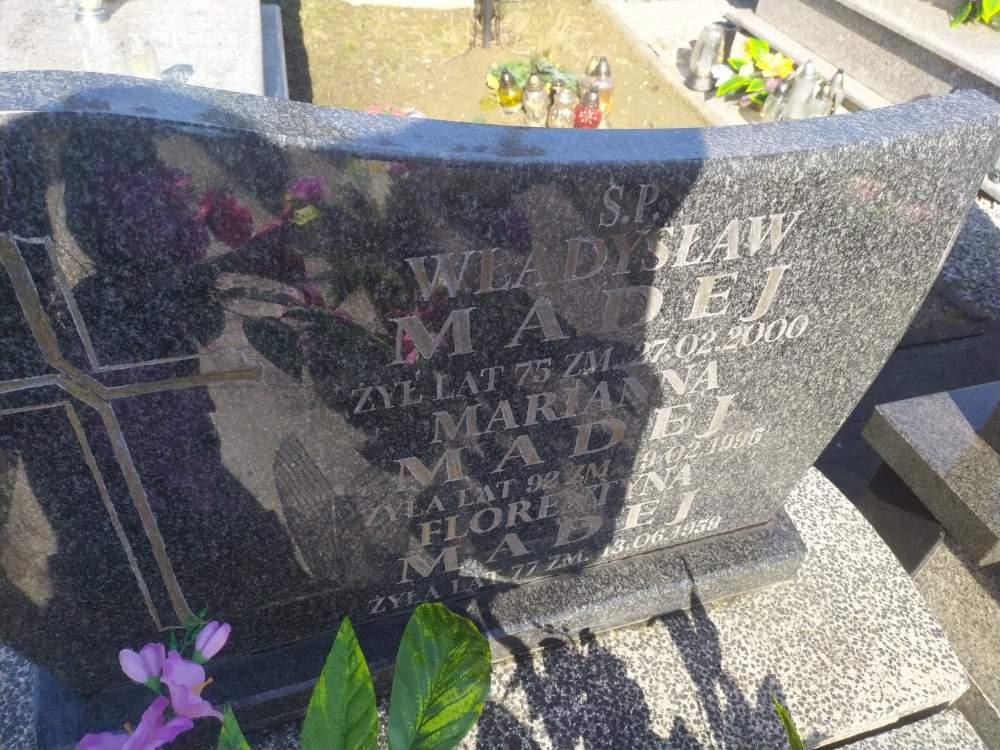 Ś.P.
WŁADYSŁAW
MADEJ
ŻYŁ LAT 75 ZM. 27.02.2000
MARIANNA
MADEJ
ŻYŁA LAT 92 ZM. 19.02.1995
FLORENTYNA
MADEJ
ŻYŁA LAT 77 ZM. 13.06.1959